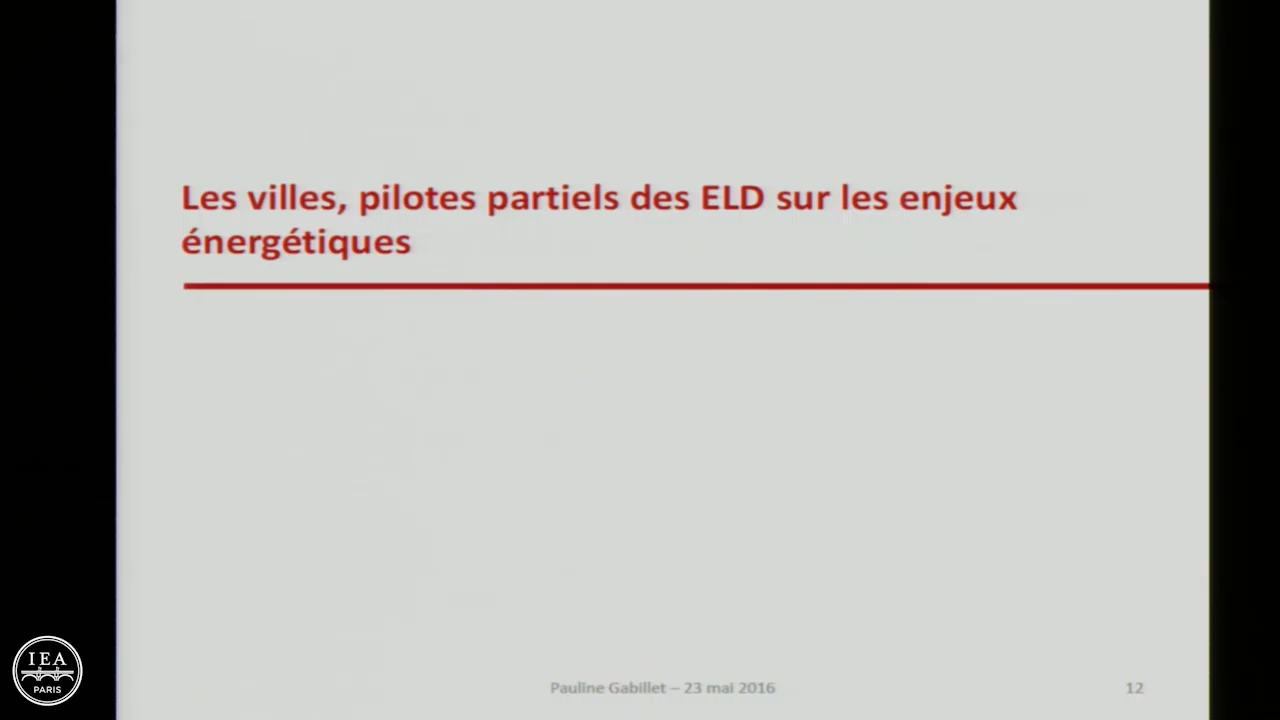 Les villes, pilotes partiels des ELD sur les enjeux
énergétiques
Pauline Gabillet – 23 mai 2016
12
IEA
PARIS